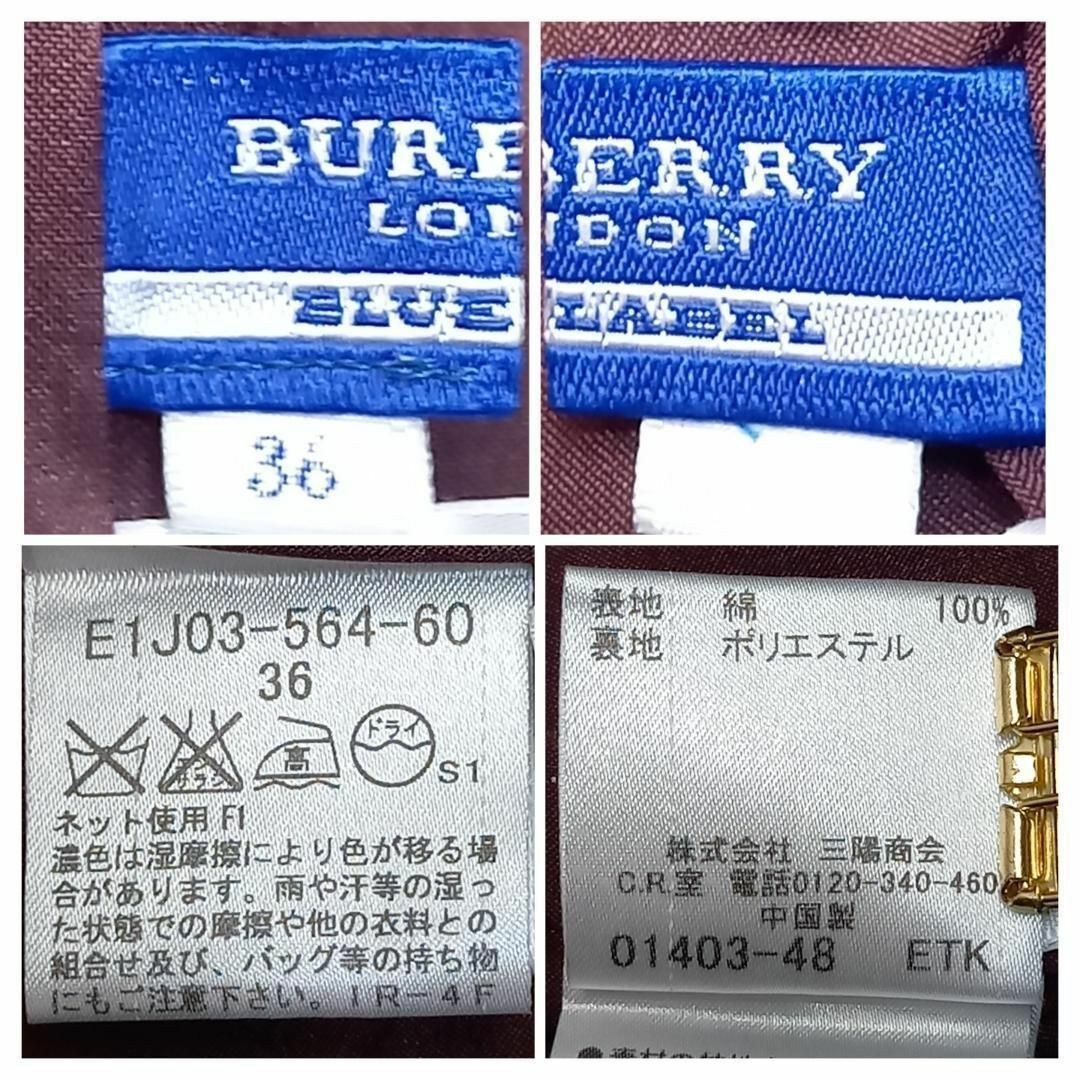 BURBERRY
LONDON
BLUE LABEL
36
E1J03-564-60
36
ドライ
高
S1
ネット使用 F1
濃色は湿摩擦により色が移る場
合があります。雨や汗等の湿っ
た状態での摩擦や他の衣料との
組合せ及び、バッグ等の持ち物
にもご注意下さい。IR-4F
表地 綿 100%
裏地 ポリエステル
株式会社 三陽商会
C.R.室 電話0120-340-460
中国製
01403-48 ETK